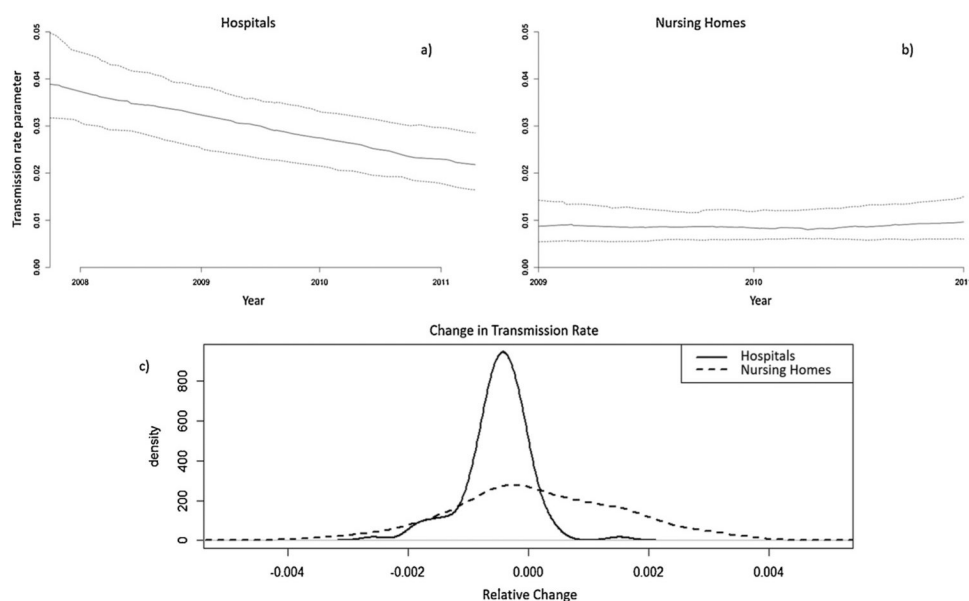 Hospitals
a)
Transmission rate parameter
0.05
0.04
0.03
0.02
0.01
0.00
2008
2009
2010
2011
Year
Nursing Homes
b)
0.05
0.04
0.03
0.02
0.01
0.00
2009
2010
201
Year
Change in Transmission Rate
c)
Hospitals
Nursing Homes
density
800
600
400
200
0
-0.004
-0.002
0.000
0.002
0.004
Relative Change